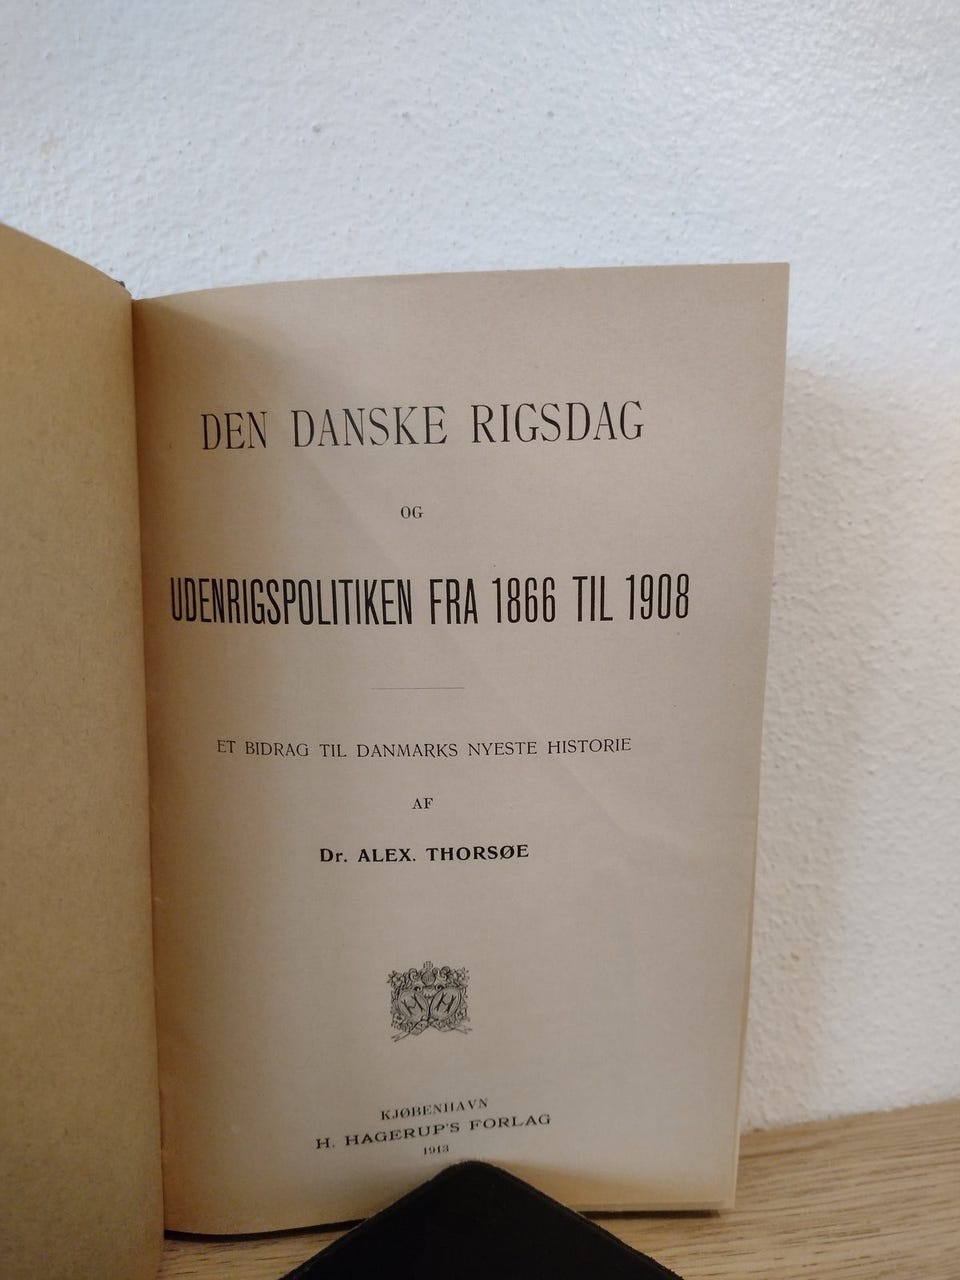 DEN DANSKE RIGSDAG
OG
UDENRIGSPOLITIKEN FRA 1866 TIL 1908
ET BIDRAG TIL DANMARKS NYESTE HISTORIE
AF
Dr. ALEX. THORSØE
H H
KJØBENHAVN
H. HAGERUP'S FORLAG
1913